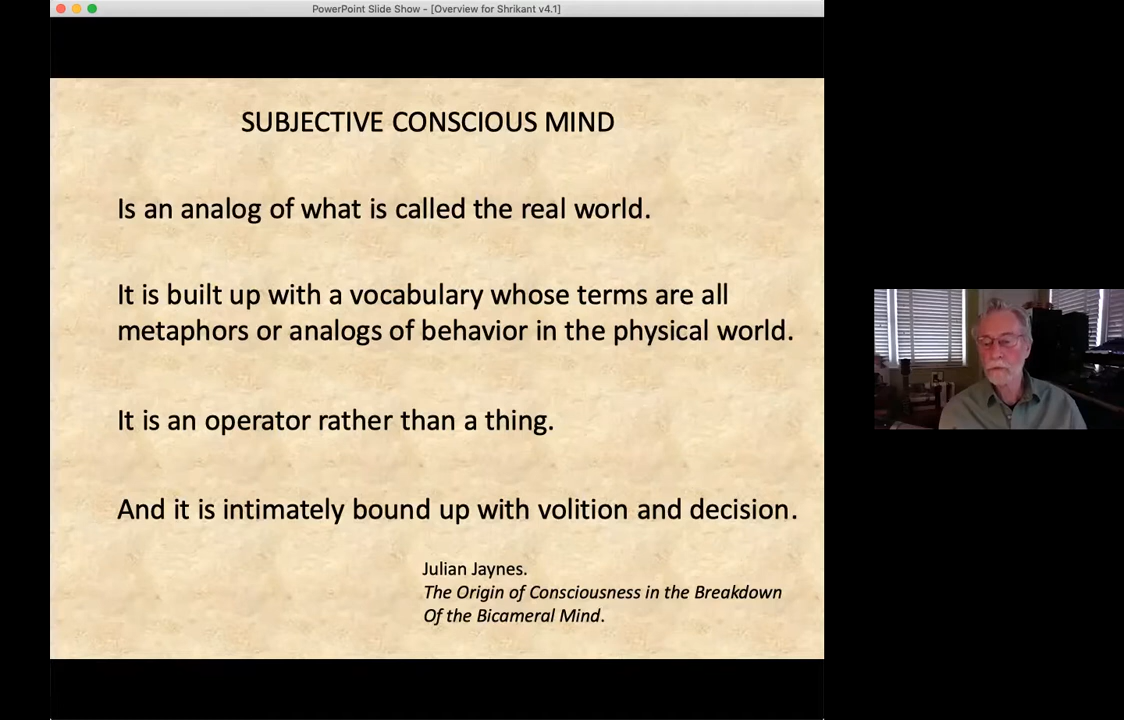 PowerPoint Slide Show - [Overview for Shrikant v4.1]
SUBJECTIVE CONSCIOUS MIND
Is an analog of what is called the real world.
It is built up with a vocabulary whose terms are all
metaphors or analogs of behavior in the physical world.
It is an operator rather than a thing.
And it is intimately bound up with volition and decision.
Julian Jaynes.
The Origin of Consciousness in the Breakdown
Of the Bicameral Mind.